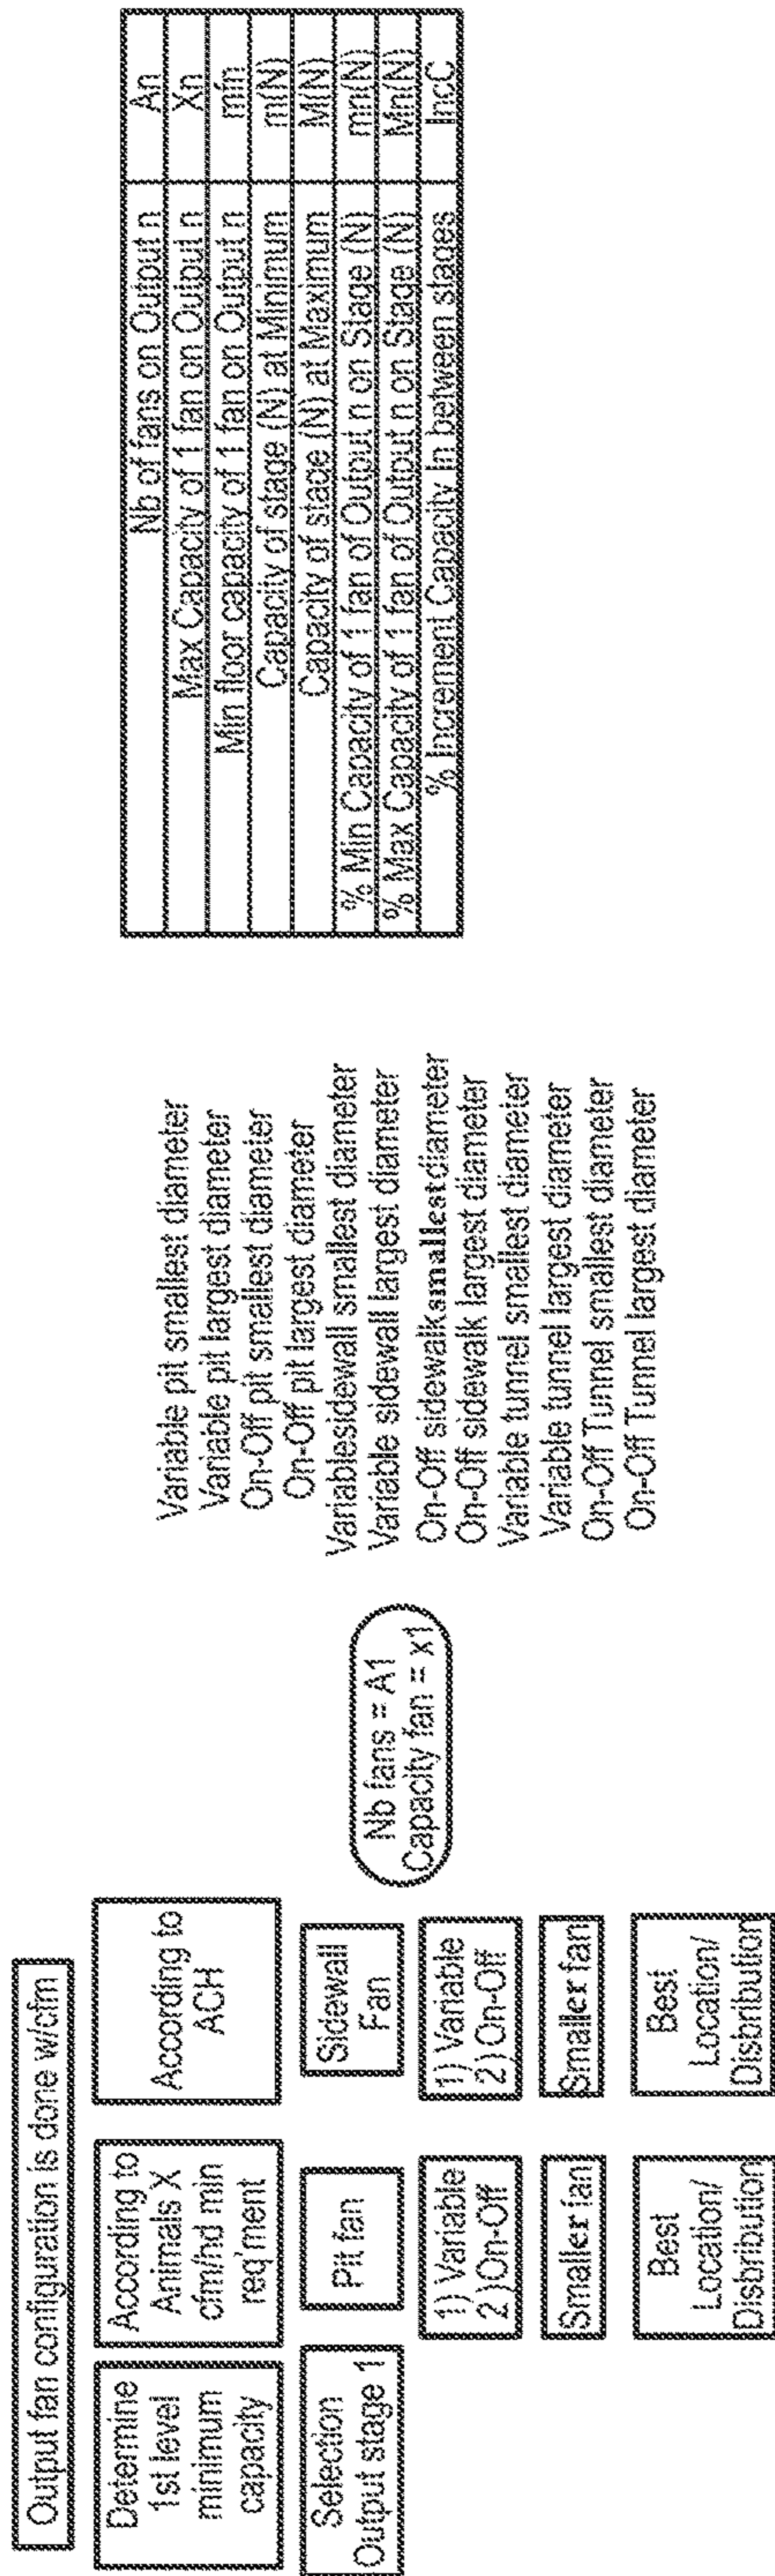 Output fan configuration is done w/cfm
Determine
1st level
minimum
capacity
According to
Animals X
cfm/hd min
req'ment
According to
ACH
Selection
Output stage 1
Pit fan
Sidewall
Fan
1) Variable
2 )On-Off
1) Variable
2) On-Off
Smaller fan
Smaller fan
Best
Location/
Disbribution
Best
Location/
Disbribution
Nb fans = A1
Capacity fan = x1
Variable pit smallest diameter
Variable pit largest diameter
On-Off pit smallest diameter
On-Off pit largest diameter
Variablesidewall smallest diameter
Variable sidewall largest diameter
On-Off sidewalksmallestdiameter
On-Off sidewalk largest diameter
Variable tunnel smallest diameter
Variable tunnel largest diameter
On-Off Tunnel smallest diameter
On-Off Tunnel largest diameter
Nb of fans on Output n An
Max Capacity of 1 fan on Output n Xn
Min floor capacity of 1 fan on Output n min
Capacity of stage (N) at Minimum m(N)
Capacity of stage (N) at Maximum M(N)
% Min Capacity of 1 fan of Output n on Stage (N) mn(N)
% Max Capacity of 1 fan of Output n on Stage (N) Mn(N)
% Increment Capacity In between stages IncC